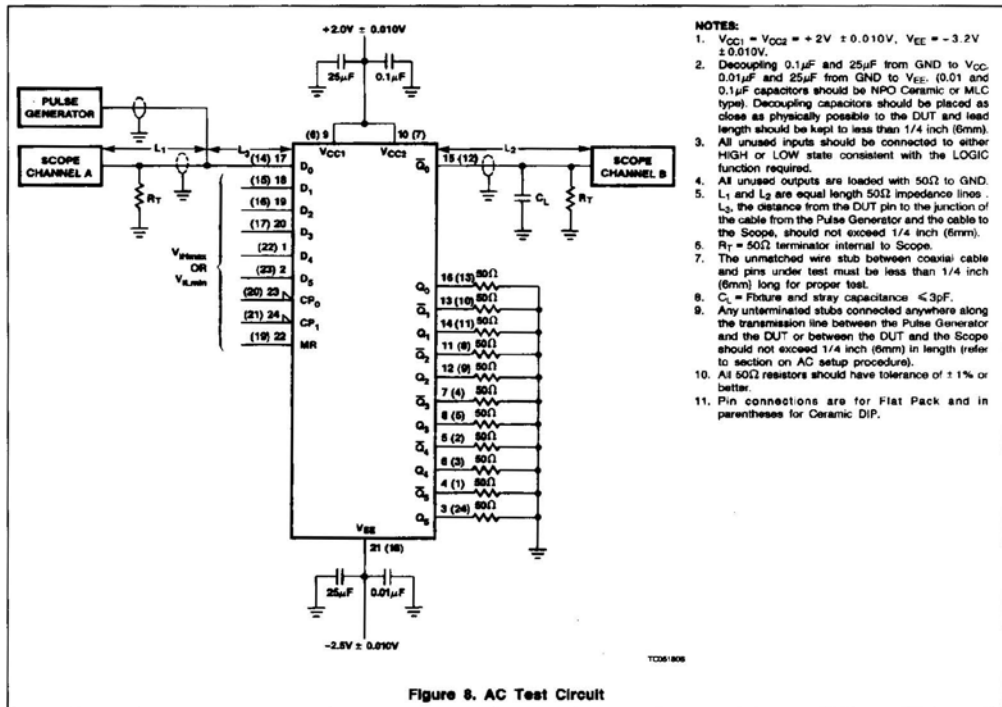 +2.0V ± 0.010V
25μF
0.1μF
PULSE
GENERATOR
L1
L3
SCOPE
CHANNEL A
RT
(6) 9
10 (7)
VCC1
VCC2
(14) 17
D0
(15) 18
D1
(16) 19
D2
(17) 20
D3
(22) 1
D4
(23) 2
D5
(20) 23
CP0
(21) 24
CP1
(19) 22
MR
VIHmax
OR
VILmin
Q̅0
15 (12)
L2
SCOPE
CHANNEL B
CL
RT
Q0
16 (13) 50Ω
Q̅1
13 (10) 50Ω
Q1
14 (11) 50Ω
Q̅2
11 (8) 50Ω
Q2
12 (9) 50Ω
Q̅3
7 (4) 50Ω
Q3
8 (5) 50Ω
Q̅4
5 (2) 50Ω
Q4
6 (3) 50Ω
Q̅5
4 (1) 50Ω
Q5
3 (24) 50Ω
VEE
21 (18)
25μF
0.01μF
-2.5V ± 0.010V
NOTES:
1. VCC1 = VCC2 = +2V ±0.010V, VEE = -3.2V
±0.010V.
2. Decoupling 0.1μF and 25μF from GND to VCC,
0.01μF and 25μF from GND to VEE. (0.01 and
0.1μF capacitors should be NPO Ceramic or MLC
type). Decoupling capacitors should be placed as
close as physically possible to the DUT and lead
length should be kept to less than 1/4 inch (6mm).
3. All unused inputs should be connected to either
HIGH or LOW state consistent with the LOGIC
function required.
4. All unused outputs are loaded with 50Ω to GND.
5. L1 and L2 are equal length 50Ω impedance lines.
L3, the distance from the DUT pin to the junction of
the cable from the Pulse Generator and the cable to
the Scope, should not exceed 1/4 inch (6mm).
6. RT = 50Ω terminator internal to Scope.
7. The unmatched wire stub between coaxial cable
and pins under test must be less than 1/4 inch
(6mm) long for proper test.
8. CL = Fixture and stray capacitance ≤3pF.
9. Any unterminated stubs connected anywhere along
the transmission line between the Pulse Generator
and the DUT or between the DUT and the Scope
should not exceed 1/4 inch (6mm) in length (refer
to section on AC setup procedure).
10. All 50Ω resistors should have tolerance of ±1% or
better.
11. Pin connections are for Flat Pack and in
parentheses for Ceramic DIP.
Figure 8. AC Test Circuit